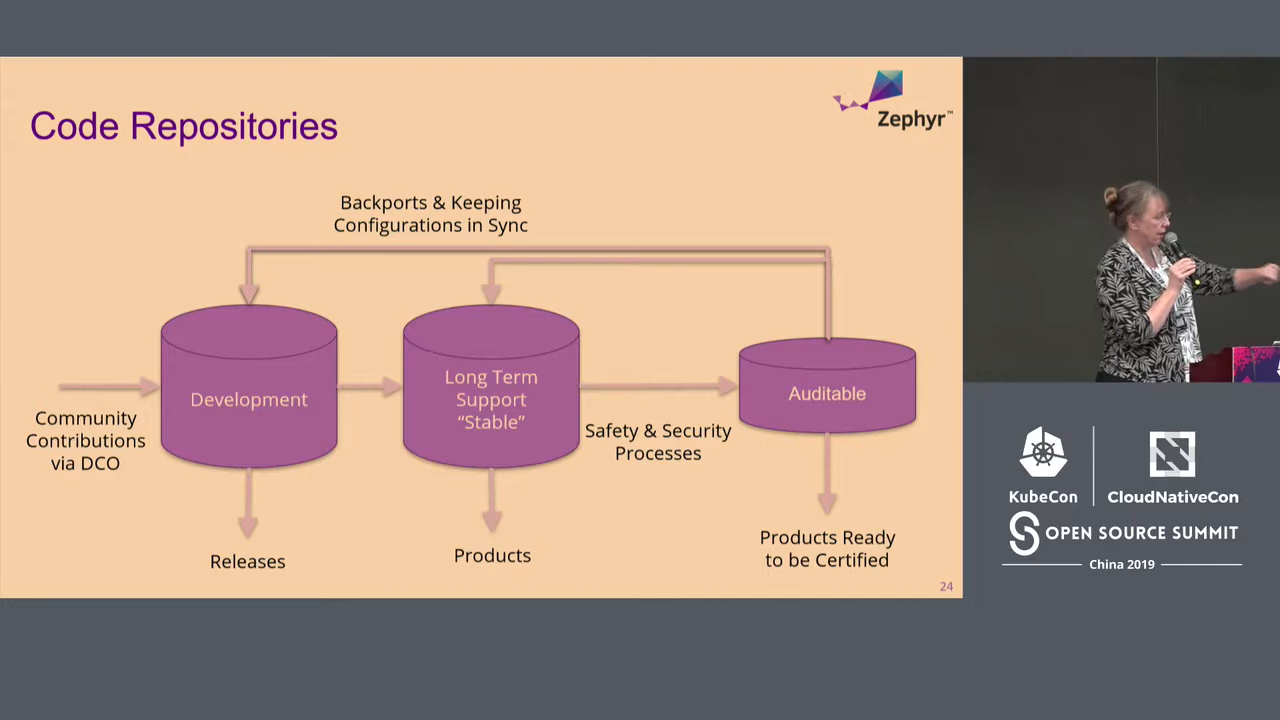 Code Repositories
Zephyr™
Backports & Keeping
Configurations in Sync
Development
Long Term
Support
“Stable”
Auditable
Community
Contributions
via DCO
Safety & Security
Processes
Releases
Products
Products Ready
to be Certified
24
KubeCon
CloudNativeCon
OPEN SOURCE SUMMIT
China 2019